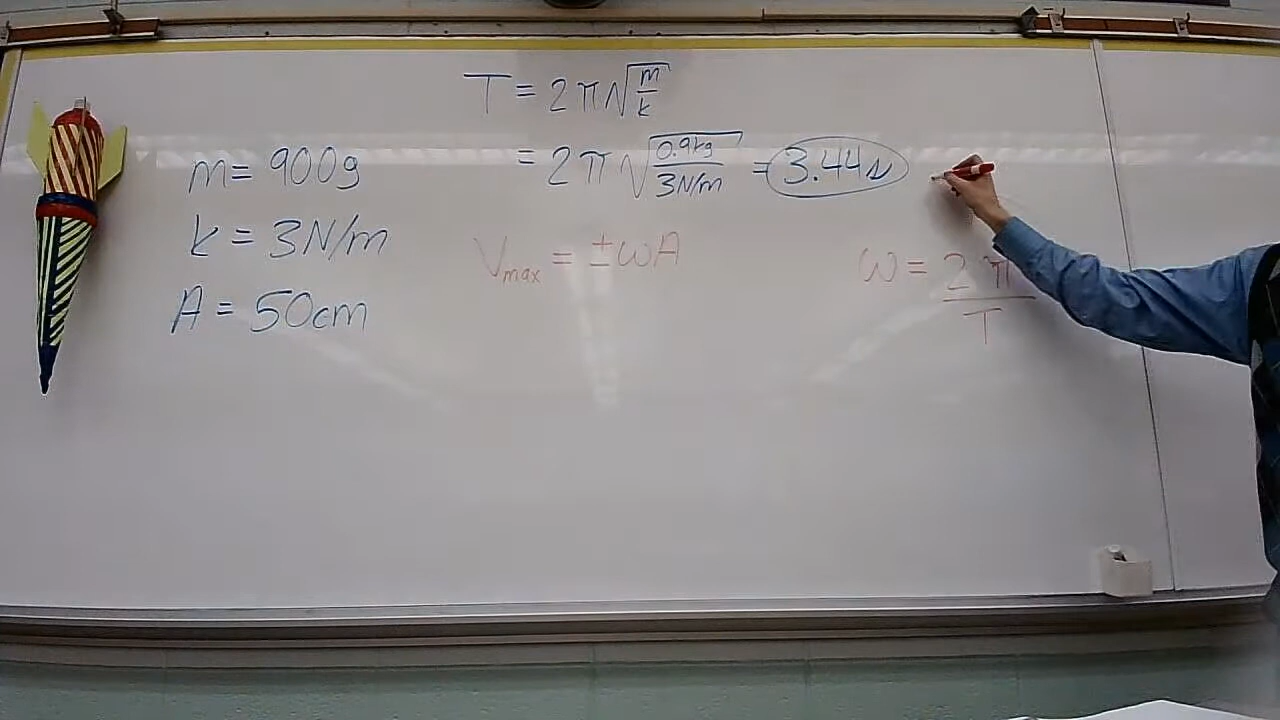 T = 2π√(m/k)
= 2π√(0.9kg/3N/m) = 3.44s
m = 900g
k = 3N/m
A = 50cm
Vmax = ±ωA
ω = 2π/T